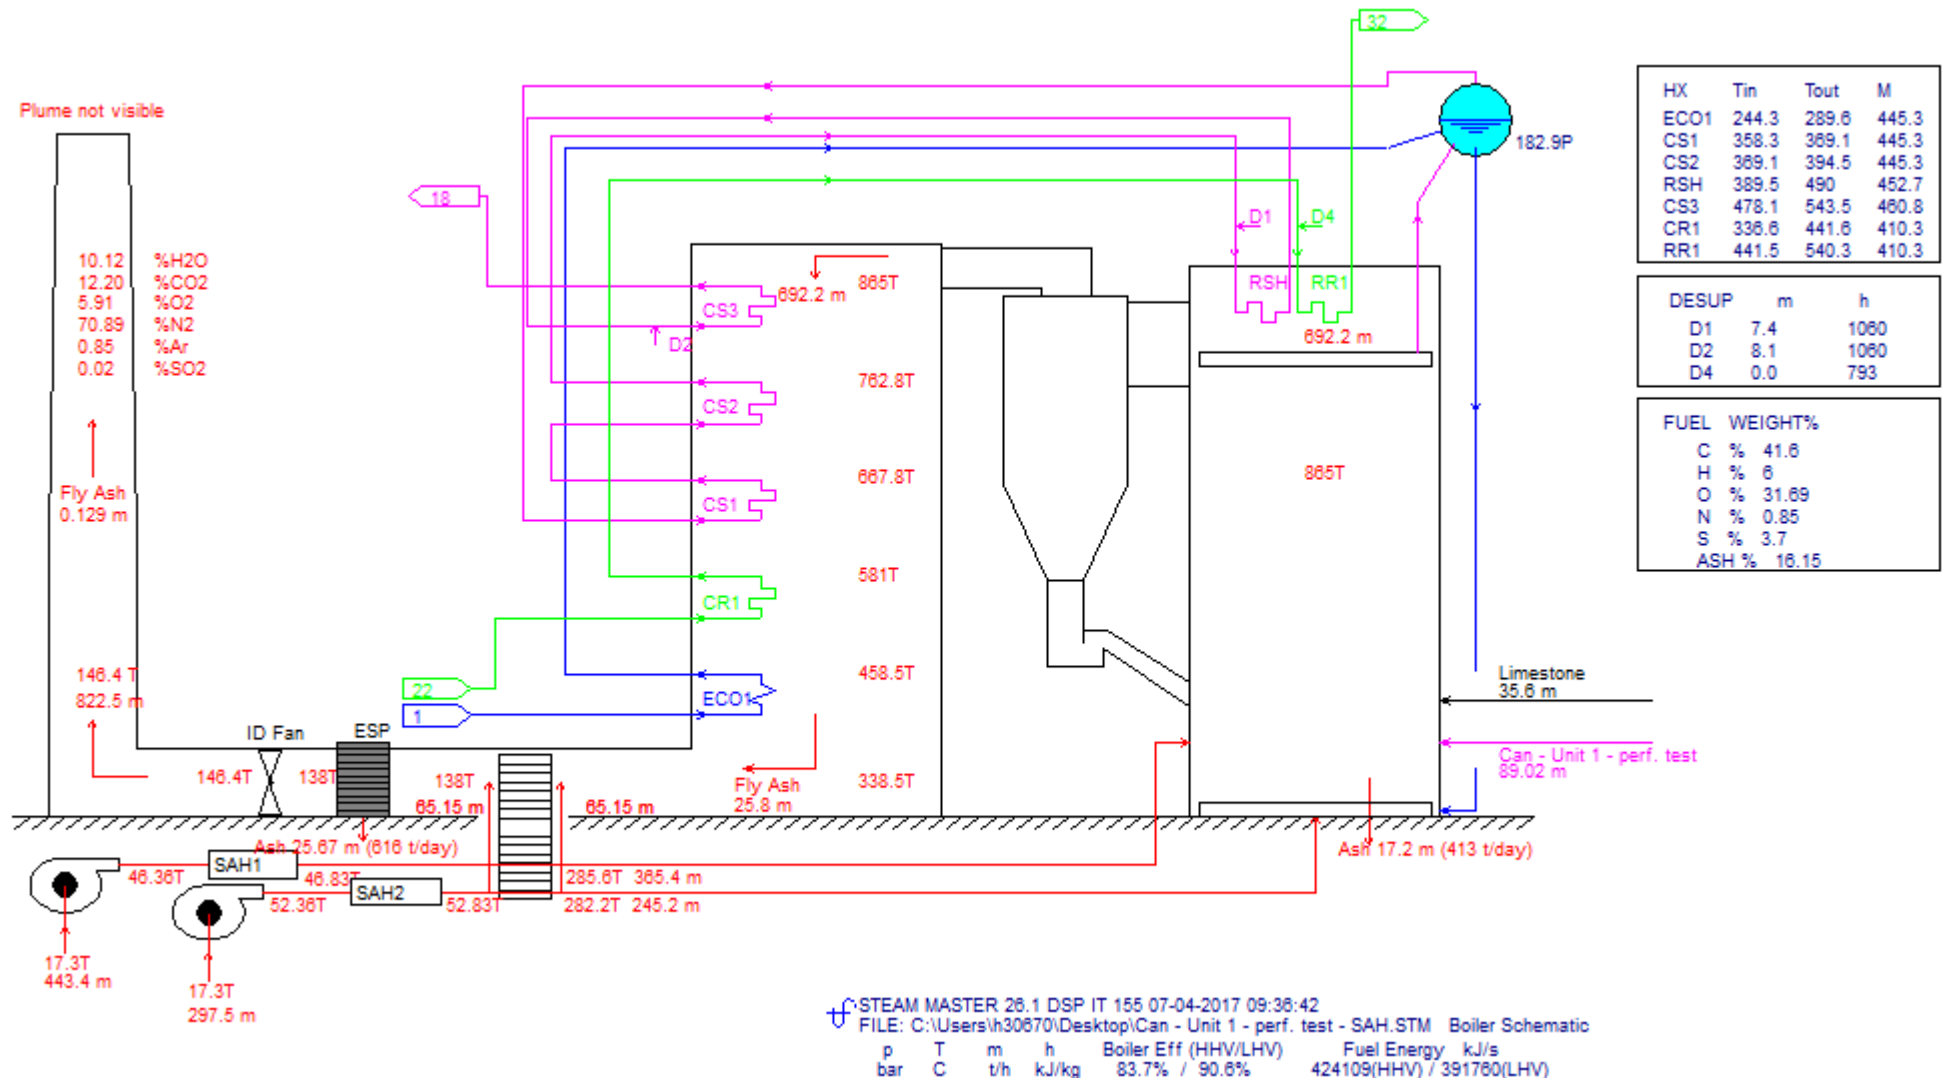 32
Plume not visible
HX Tin Tout M
ECO1 244.3 289.6 445.3
CS1 358.3 369.1 445.3
CS2 369.1 394.5 445.3
RSH 389.5 490 452.7
CS3 478.1 543.5 460.8
CR1 336.6 441.6 410.3
RR1 441.5 540.3 410.3
182.9P
18
D1
D4
10.12 %H2O
12.20 %CO2
5.91 %O2
70.89 %N2
0.85 %Ar
0.02 %SO2
692.2 m
865T
RSH
RR1
CS3
D2
692.2 m
DESUP m h
D1 7.4 1060
D2 8.1 1060
D4 0.0 793
762.8T
CS2
FUEL WEIGHT%
C % 41.6
H % 6
O % 31.69
N % 0.85
S % 3.7
ASH % 16.15
667.8T
865T
CS1
Fly Ash
0.129 m
581T
CR1
146.4 T
822.5 m
458.5T
22
1
ECO1
Limestone
35.6 m
ID Fan
ESP
Can - Unit 1 - perf. test
89.02 m
146.4T
138T
138T
Fly Ash
25.8 m
338.5T
65.15 m
65.15 m
Ash 25.67 m (616 t/day)
Ash 17.2 m (413 t/day)
46.36T
SAH1
46.83T
285.6T 365.4 m
52.36T
SAH2
52.83T
282.2T 245.2 m
17.3T
443.4 m
17.3T
297.5 m
STEAM MASTER 26.1 DSP IT 155 07-04-2017 09:36:42
FILE: C:\Users\h30670\Desktop\Can - Unit 1 - perf. test - SAH.STM Boiler Schematic
p T m h Boiler Eff (HHV/LHV) Fuel Energy kJ/s
bar C t/h kJ/kg 83.7% / 90.6% 424109(HHV) / 391760(LHV)